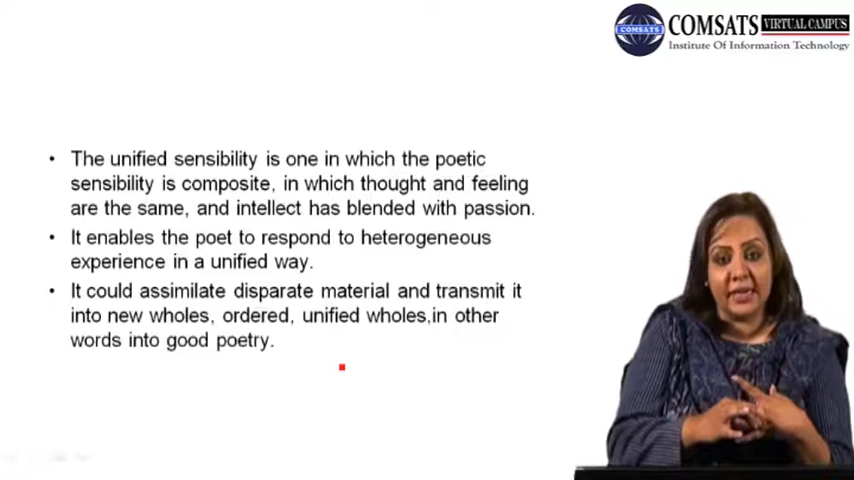 COMSATS
COMSATS VIRTUAL CAMPUS
Institute Of Information Technology
• The unified sensibility is one in which the poetic
sensibility is composite, in which thought and feeling
are the same, and intellect has blended with passion.
• It enables the poet to respond to heterogeneous
experience in a unified way.
• It could assimilate disparate material and transmit it
into new wholes, ordered, unified wholes,in other
words into good poetry.